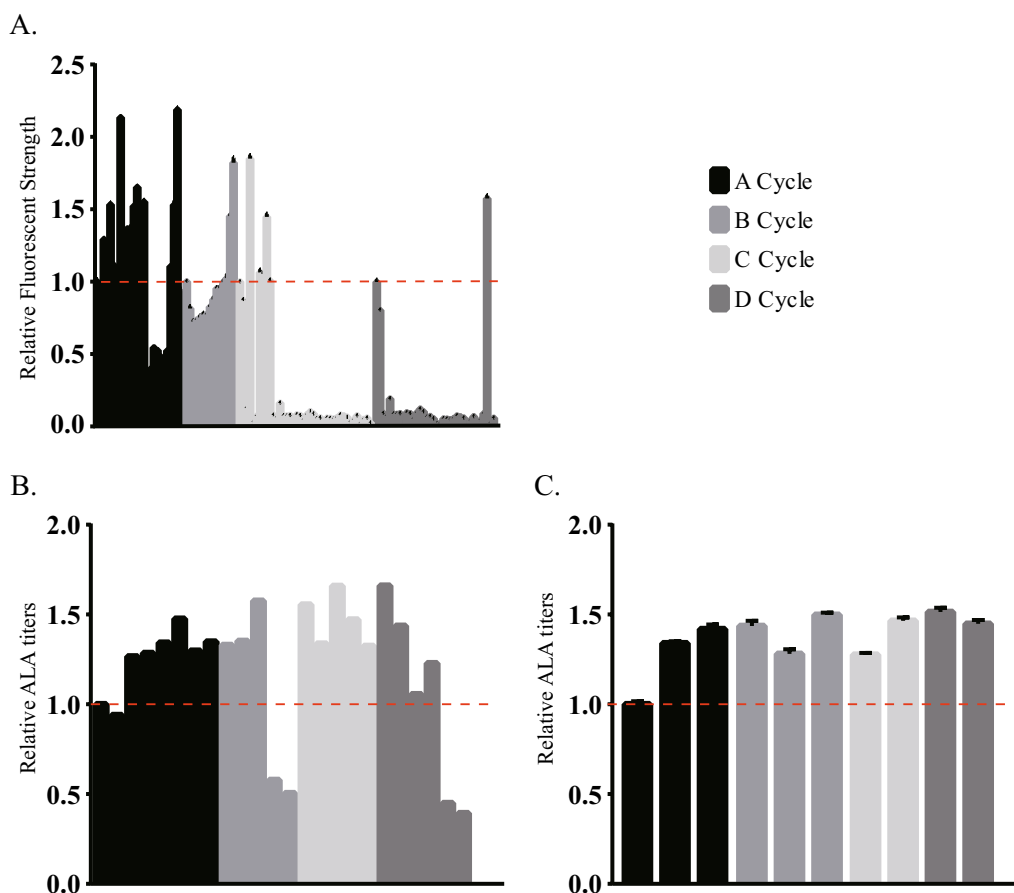 A.
Relative Fluorescent Strength
2.5
2.0
1.5
1.0
0.5
0.0
A Cycle
B Cycle
C Cycle
D Cycle
B.
Relative ALA titers
2.0
1.5
1.0
0.5
0.0
C.
Relative ALA titers
2.0
1.5
1.0
0.5
0.0